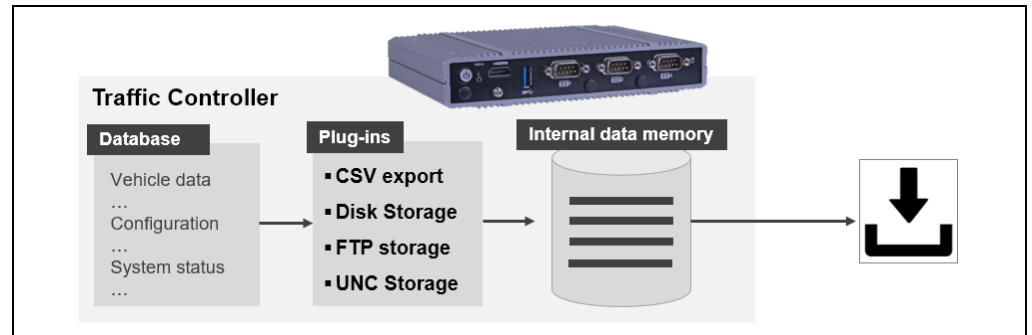 Traffic Controller
Database
Vehicle data
…
Configuration
…
System status
…
Plug-ins
▪ CSV export
▪ Disk Storage
▪ FTP storage
▪ UNC Storage
Internal data memory
HDMI